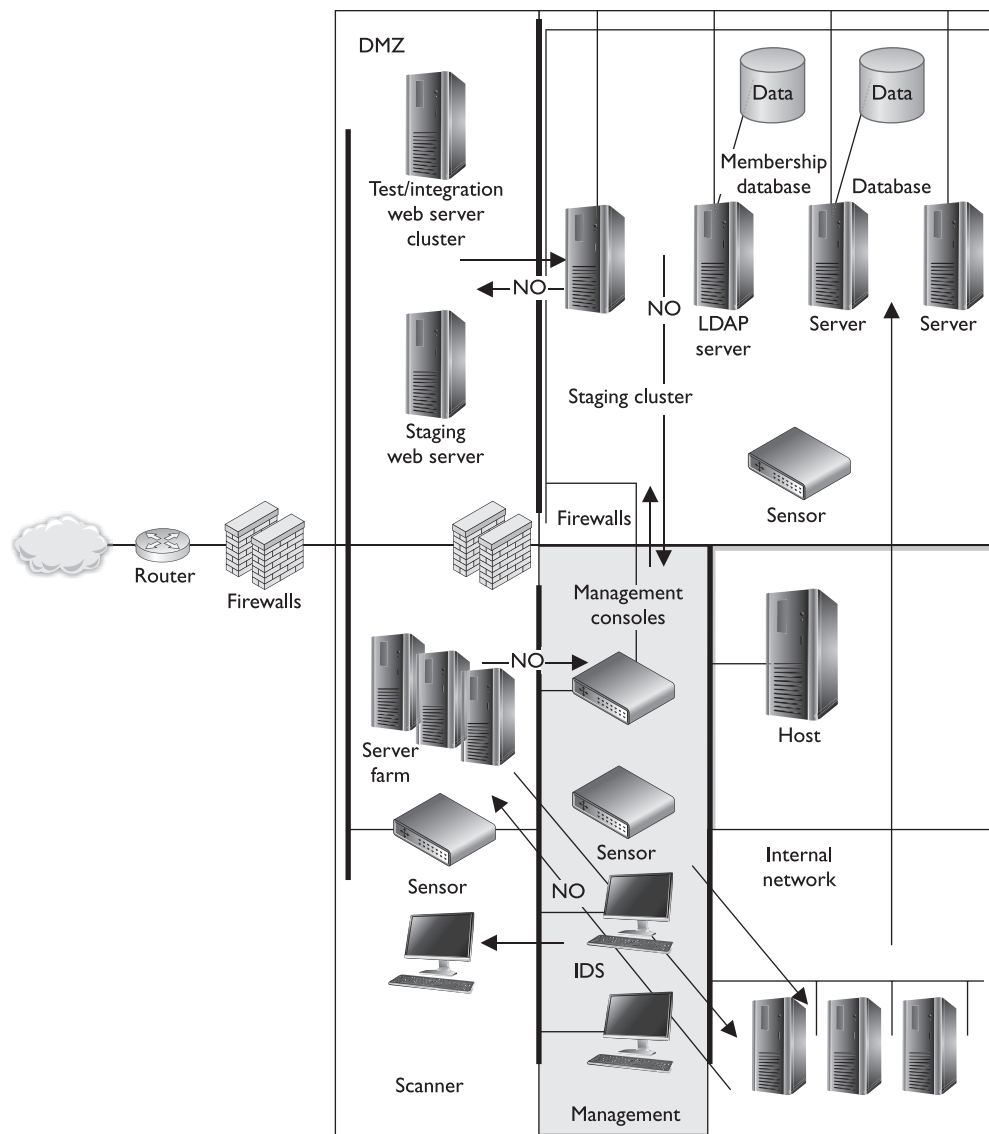 DMZ
Data
Data
Membership
database
Database
Test/integration
web server
cluster
NO
NO
LDAP
server
Server
Server
Staging cluster
Staging
web server
Sensor
Firewalls
Router
Firewalls
Management
consoles
NO
Host
Server
farm
Sensor
Sensor
Internal
network
NO
IDS
Scanner
Management